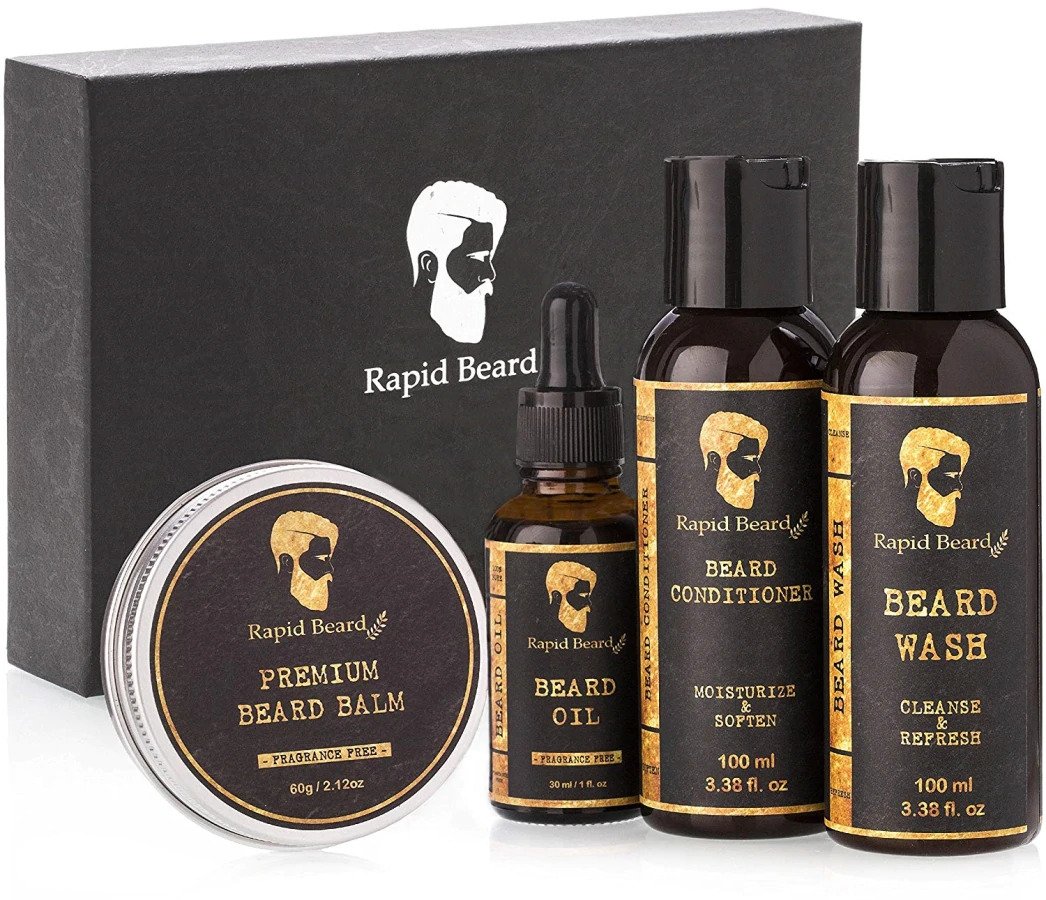 Rapid Beard
Rapid Beard
PREMIUM
BEARD BALM
- FRAGRANCE FREE -
60g / 2.12oz
BEARD OIL
Rapid Beard
BEARD
OIL
- FRAGRANCE FREE -
30 ml / 1 fl. oz
BEARD CONDITIONER
Rapid Beard
BEARD
CONDITIONER
MOISTURIZE
&
SOFTEN
100 ml
3.38 fl. oz
CLEANSE
BEARD WASH
Rapid Beard
BEARD
WASH
CLEANSE
&
REFRESH
100 ml
3.38 fl. oz